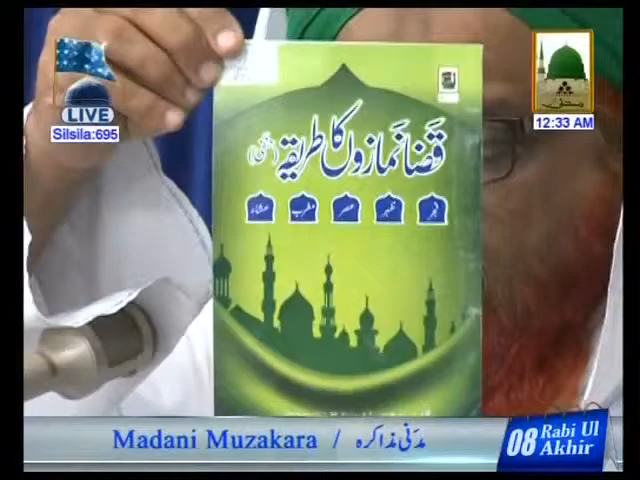 LIVE
Silsila:695
مدنی
12:33 AM
قضا نمازوں کا طریقہ (حنفی)
فجر ظہر عصر مغرب عشاء
Madani Muzakara / مدنی مذاکرہ
08 Rabi Ul
Akhir